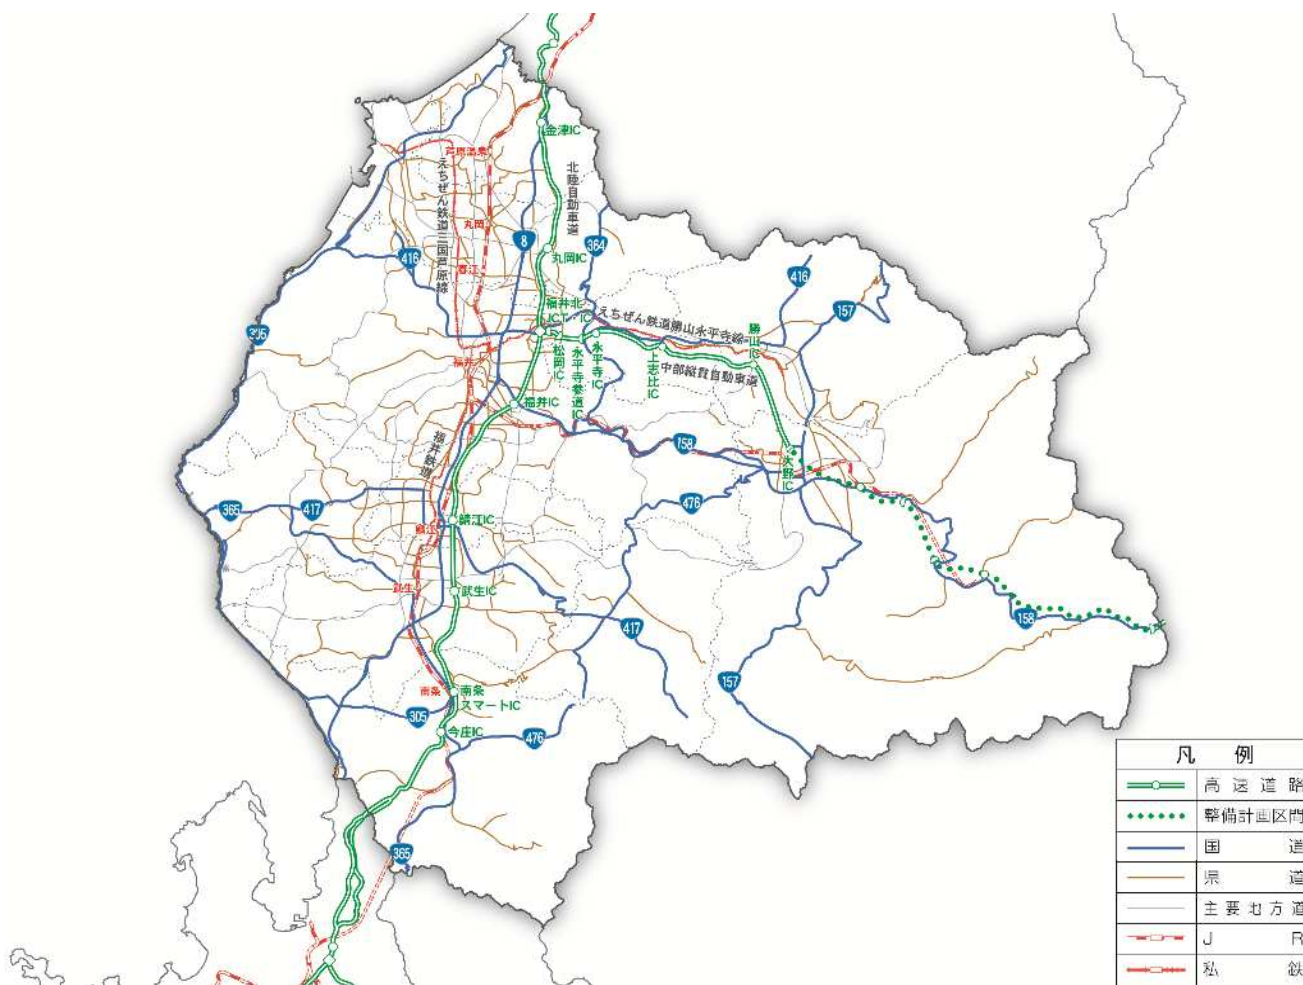 金津IC
芦原温泉
えちぜん鉄道三国芦原線
北陸自動車道
丸岡
8
364
416
丸岡IC
春江
416
157
福井北
JCT・IC
えちぜん鉄道勝山永平寺線
勝山IC
305
福井
松岡IC
永平寺参道IC
永平寺IC
上志比IC
中部縦貫自動車道
福井IC
福井鉄道
158
大野IC
476
365
417
鯖江IC
鯖江
武生
武生IC
417
158
157
南条
南条
スマートIC
305
今庄IC
476
365
凡例
高速道路
整備計画区間
国道
県道
主要地方道
JR
私鉄